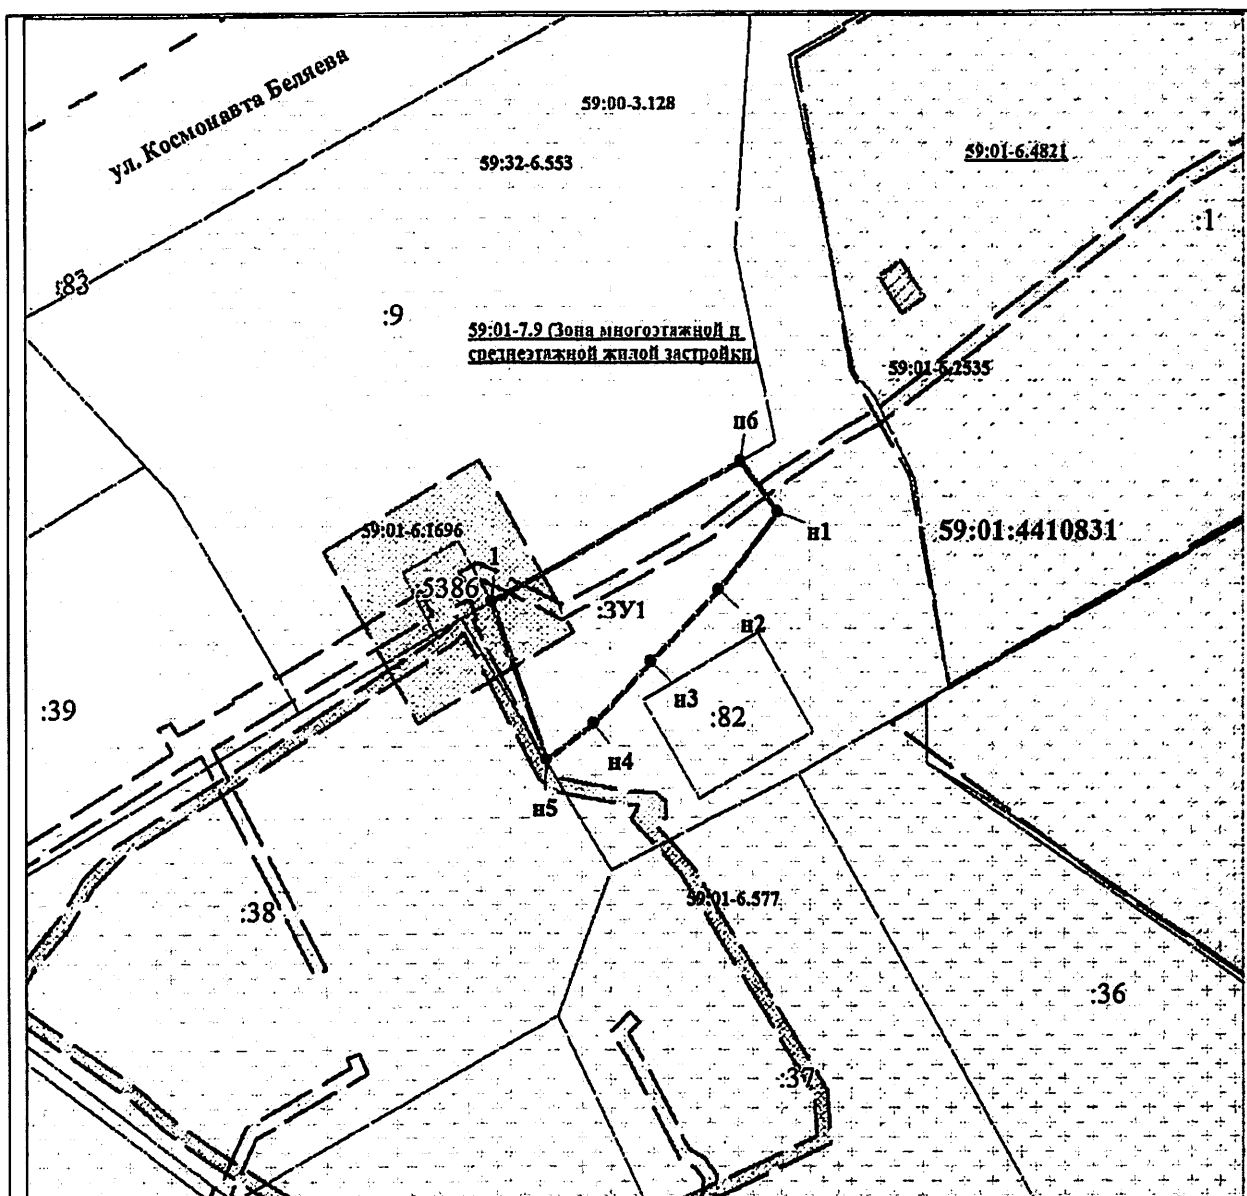 ул. Космонавта Беляева
59:00-3.128
59:32-6.553
59:01-6.4821
:1
:83
:9
59:01-7.9 (Зона многоэтажной и
среднеэтажной жилой застройки
59:01-6.2535
п6
н1
59:01:4410831
59:01-6.1696
1
:5386
:ЗУ1
н2
н3
:39
:82
н4
н5
59:01-6.577
:38
:36
:37